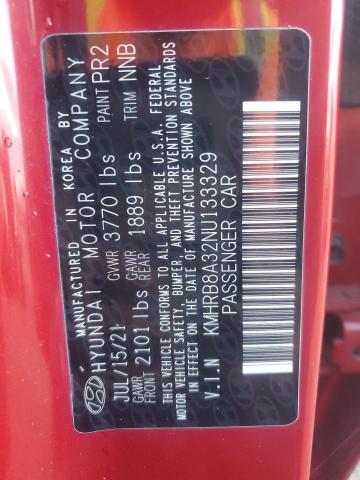 MADE IN KOREA BY
HYUNDAI MOTOR COMPANY
JUL/15/21 GVWR 3770 lbs PAINT PR2
GAWR FRONT 2101 lbs GAWR REAR 1889 lbs TRIM NNB
THIS VEHICLE CONFORMS TO ALL APPLICABLE U.S.A. FEDERAL
MOTOR VEHICLE SAFETY, BUMPER, AND THEFT PREVENTION STANDARDS
IN EFFECT ON THE DATE OF MANUFACTURE SHOWN ABOVE
V.I.N KMHRB8A32NU133329
PASSENGER CAR